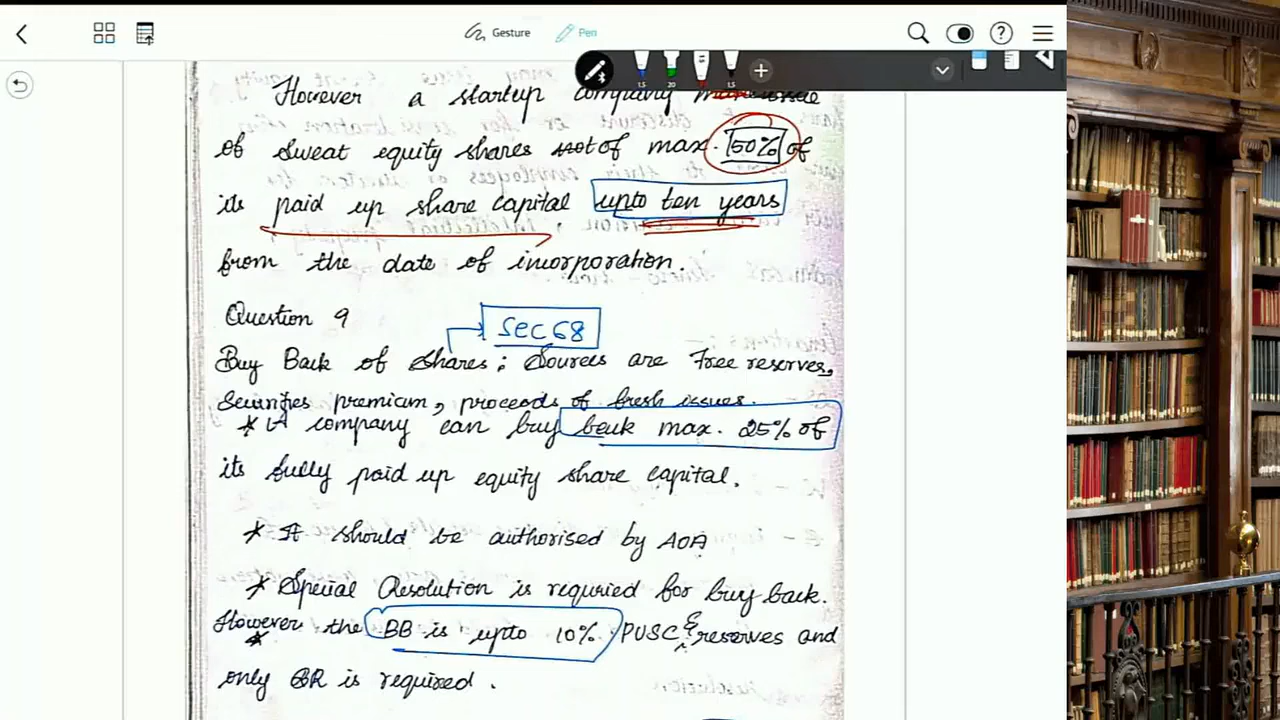 Gesture Pen
However a startup company
of sweat equity shares not of max. 50% of
its paid up share capital upto ten years
from the date of incorporation.
Question 9
Sec 68
Buy Back of Shares: Sources are Free reserves,
Securities premium, proceeds of fresh issues.
* A company can buy back max. 25% of
its fully paid up equity share capital.
* It should be authorised by AOA
* Special Resolution is requried for buy back.
However the BB is upto 10% PUSC & reserves and
only BR is required.